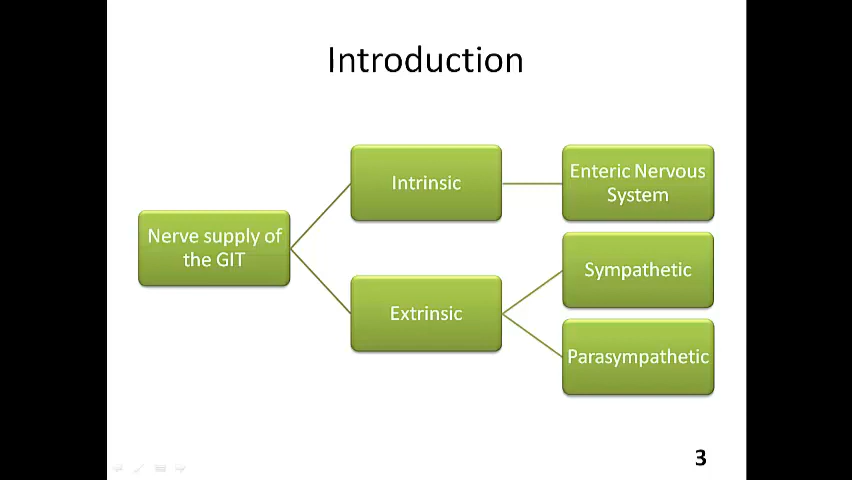 Introduction
Nerve supply of
the GIT
Intrinsic
Extrinsic
Enteric Nervous
System
Sympathetic
Parasympathetic
3